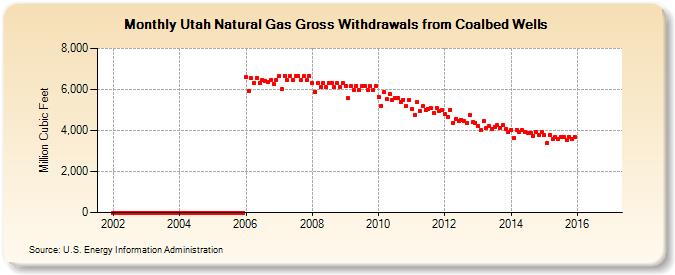 Monthly Utah Natural Gas Gross Withdrawals from Coalbed Wells
Million Cubic Feet
8,000
6,000
4,000
2,000
0
2002 2004 2006 2008 2010 2012 2014 2016
Source: U.S. Energy Information Administration